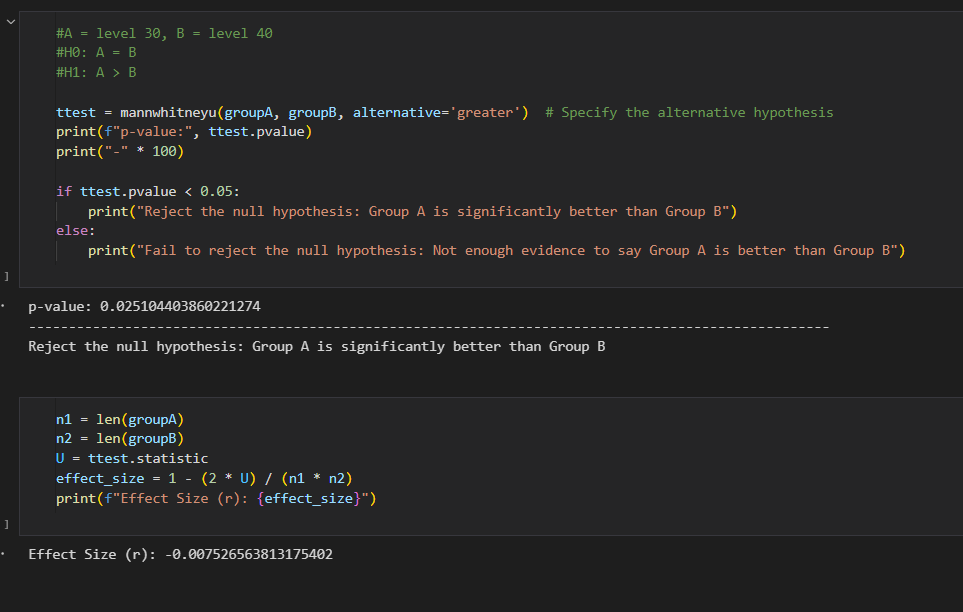 #A = level 30, B = level 40
#H0: A = B
#H1: A > B
ttest = mannwhitneyu(groupA, groupB, alternative='greater')  # Specify the alternative hypothesis
print(f"p-value:", ttest.pvalue)
print("-" * 100)
if ttest.pvalue < 0.05:
    print("Reject the null hypothesis: Group A is significantly better than Group B")
else:
    print("Fail to reject the null hypothesis: Not enough evidence to say Group A is better than Group B")
]
p-value: 0.025104403860221274
----------------------------------------------------------------------------------------------------
Reject the null hypothesis: Group A is significantly better than Group B
n1 = len(groupA)
n2 = len(groupB)
U = ttest.statistic
effect_size = 1 - (2 * U) / (n1 * n2)
print(f"Effect Size (r): {effect_size}")
]
Effect Size (r): -0.007526563813175402